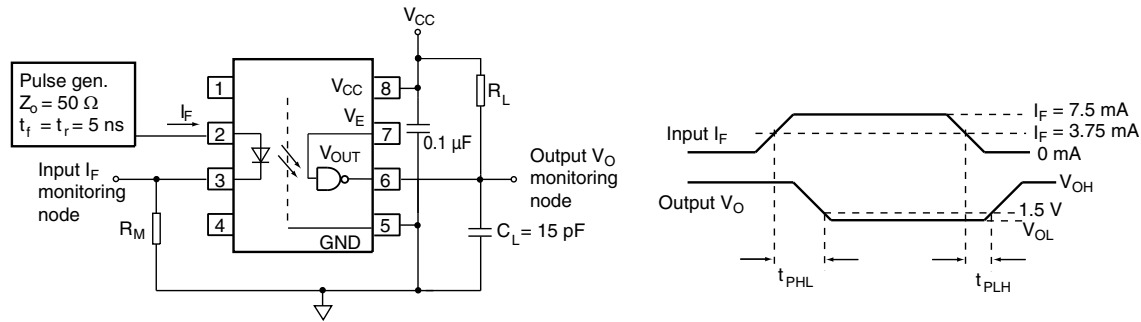 Pulse gen.
Zo = 50 Ω
tf = tr = 5 ns
IF
Input IF
monitoring
node
RM
1
2
3
4
VCC
VE
VOUT
GND
8
7
6
5
VCC
RL
0.1 µF
Output VO
monitoring
node
CL = 15 pF
Input IF
IF = 7.5 mA
IF = 3.75 mA
0 mA
Output VO
VOH
1.5 V
VOL
tPHL
tPLH